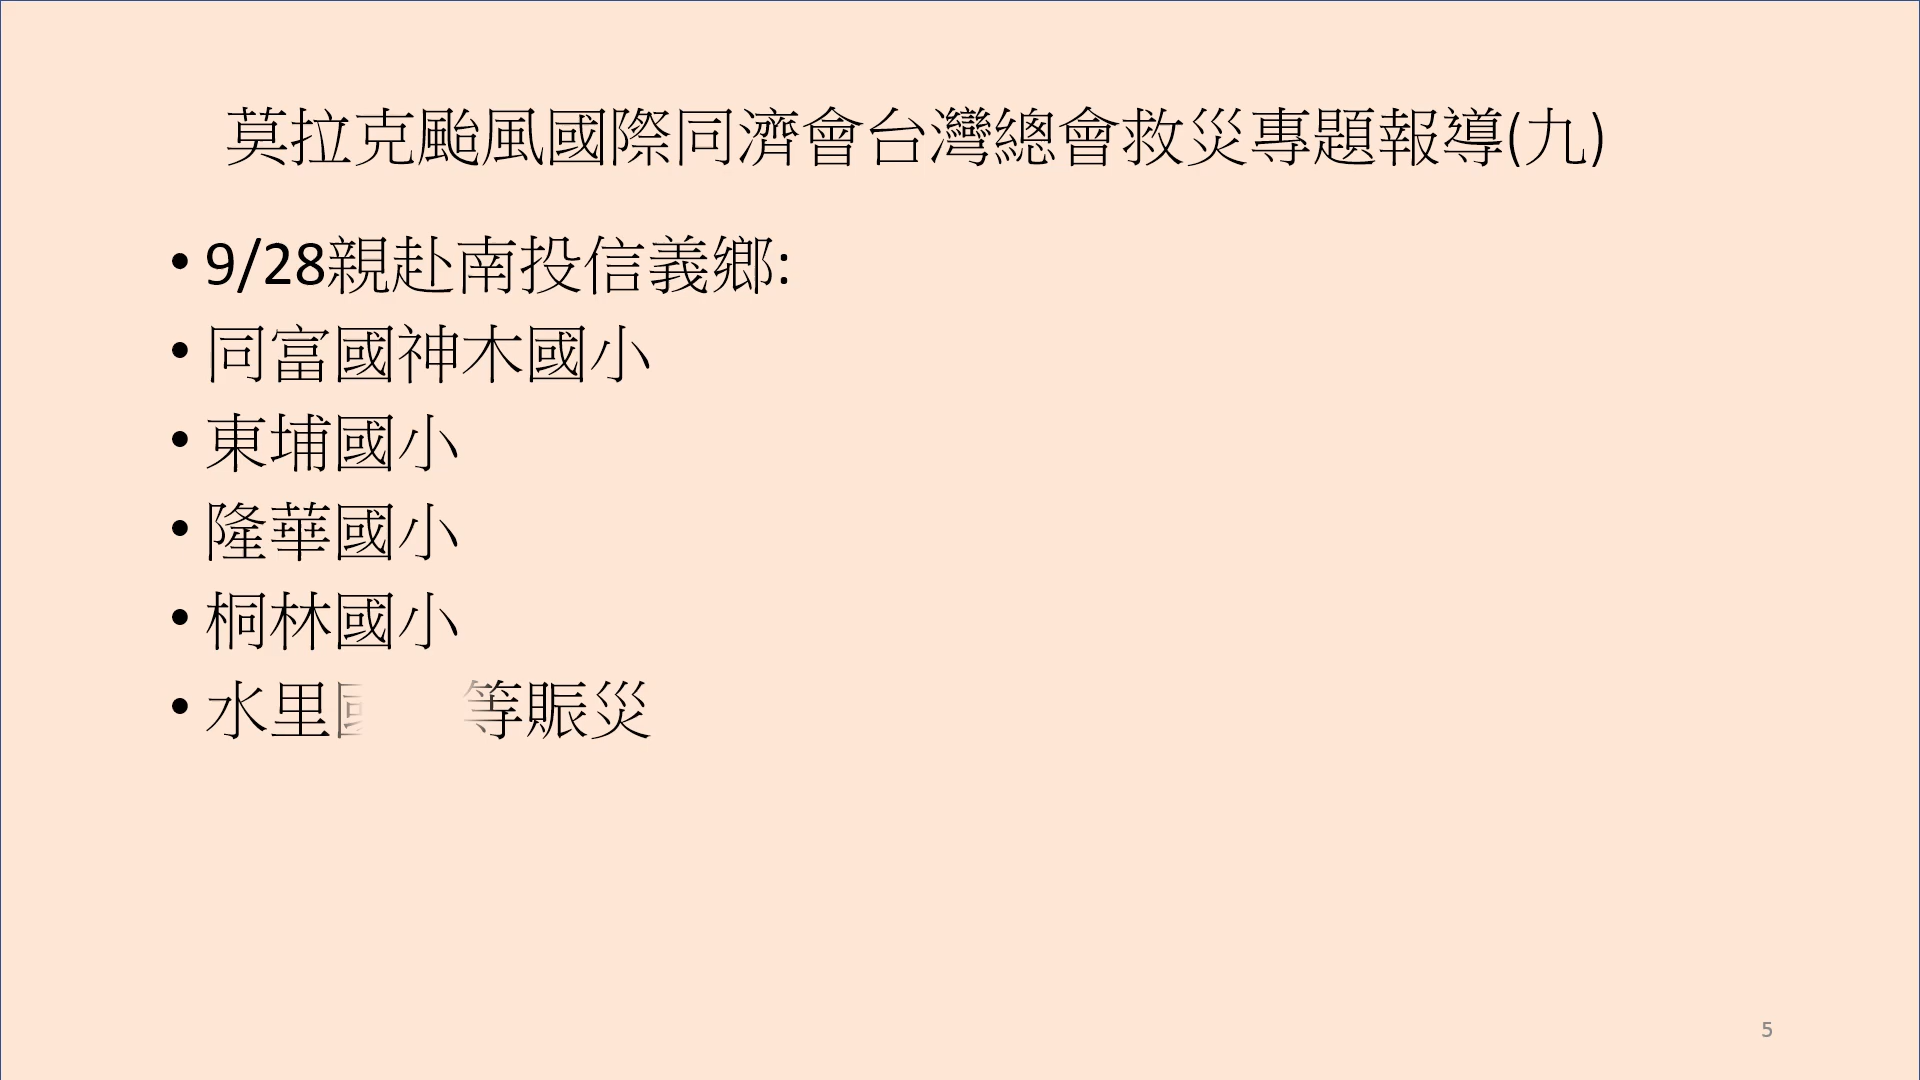 莫拉克颱風國際同濟會台灣總會救災專題報導(九)
• 9/28親赴南投信義鄉:
• 同富國神木國小
• 東埔國小
• 隆華國小
• 桐林國小
• 水里 等賑災
5